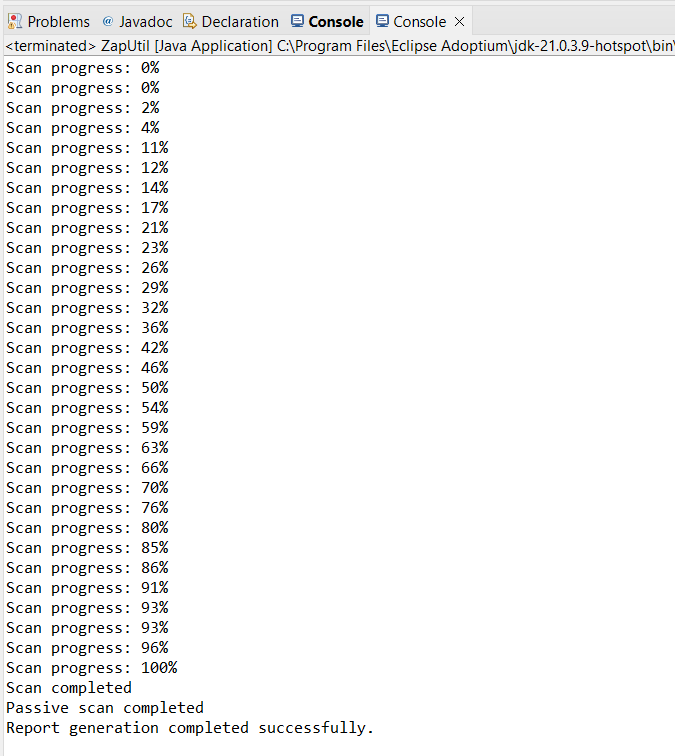 Problems @ Javadoc Declaration Console Console
<terminated> ZapUtil [Java Application] C:\Program Files\Eclipse Adoptium\jdk-21.0.3.9-hotspot\bin\
Scan progress: 0%
Scan progress: 0%
Scan progress: 2%
Scan progress: 4%
Scan progress: 11%
Scan progress: 12%
Scan progress: 14%
Scan progress: 17%
Scan progress: 21%
Scan progress: 23%
Scan progress: 26%
Scan progress: 29%
Scan progress: 32%
Scan progress: 36%
Scan progress: 42%
Scan progress: 46%
Scan progress: 50%
Scan progress: 54%
Scan progress: 59%
Scan progress: 63%
Scan progress: 66%
Scan progress: 70%
Scan progress: 76%
Scan progress: 80%
Scan progress: 85%
Scan progress: 86%
Scan progress: 91%
Scan progress: 93%
Scan progress: 93%
Scan progress: 96%
Scan progress: 100%
Scan completed
Passive scan completed
Report generation completed successfully.